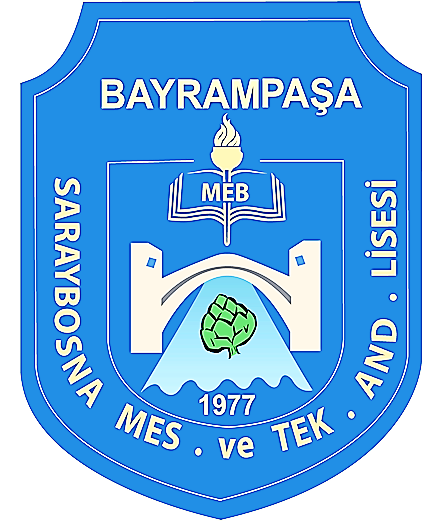 BAYRAMPAŞA
MEB
SARAYBOSNA MES . ve TEK . AND . LİSESİ
1977